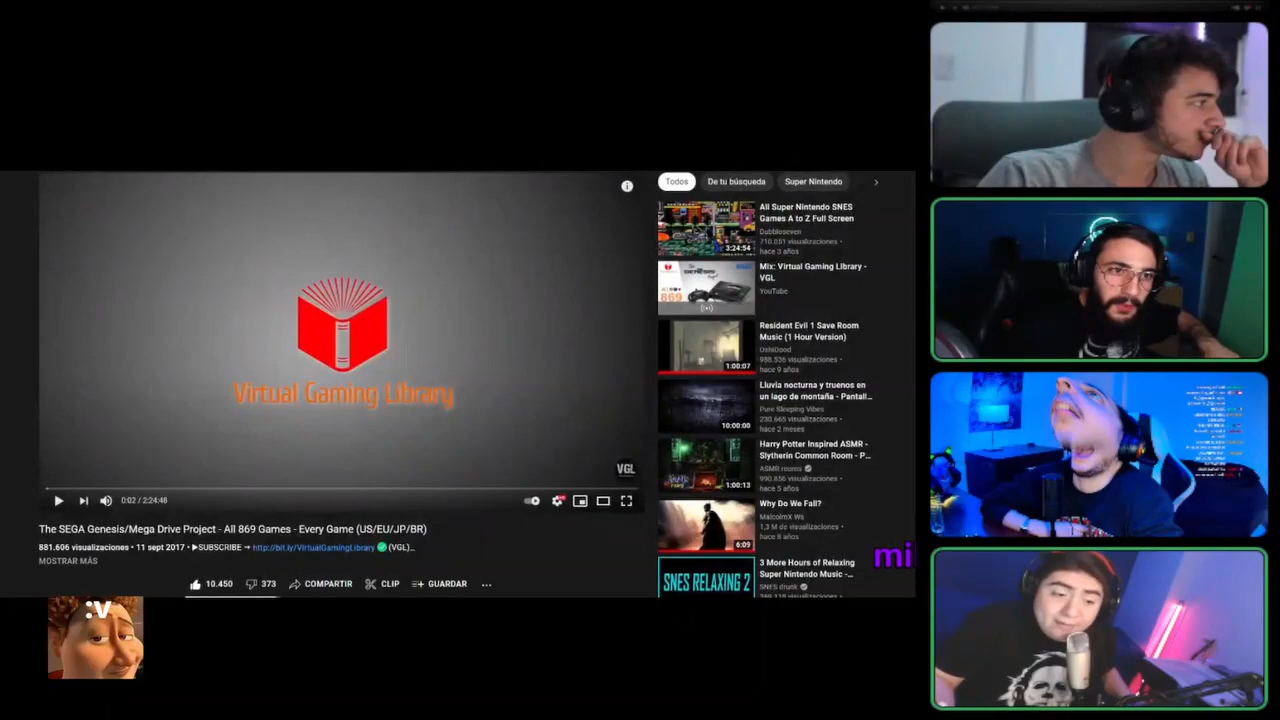 Todos
De tu búsqueda
Super Nintendo
All Super Nintendo SNES
Games A to Z Full Screen
Dubbloseven
710.051 visualizaciones •
hace 3 años
3:24:54
Mix: Virtual Gaming Library -
VGL
YouTube
869
Resident Evil 1 Save Room
Music (1 Hour Version)
988.536 visualizaciones •
hace 9 años
1:00:07
Lluvia nocturna y truenos en
un lago de montaña - Pantall...
Pure Sleeping Vibes
230.665 visualizaciones •
hace 2 meses
10:00:00
Harry Potter Inspired ASMR -
Slytherin Common Room - P...
ASMR rooms
990.856 visualizaciones •
hace 5 años
1:00:13
Why Do We Fall?
MalcolmX Ws
1,3 M de visualizaciones •
hace 8 años
6:09
3 More Hours of Relaxing
Super Nintendo Music -...
SNES drunk
SNES RELAXING 2
Virtual Gaming Library
VGL
0:02 / 2:24:48
The SEGA Genesis/Mega Drive Project - All 869 Games - Every Game (US/EU/JP/BR)
881.606 visualizaciones • 11 sept 2017 • ▶SUBSCRIBE → http://bit.ly/VirtualGamingLibrary ✅ (VGL)...
MOSTRAR MÁS
10.450
373
COMPARTIR
CLIP
GUARDAR
...
mi
:v